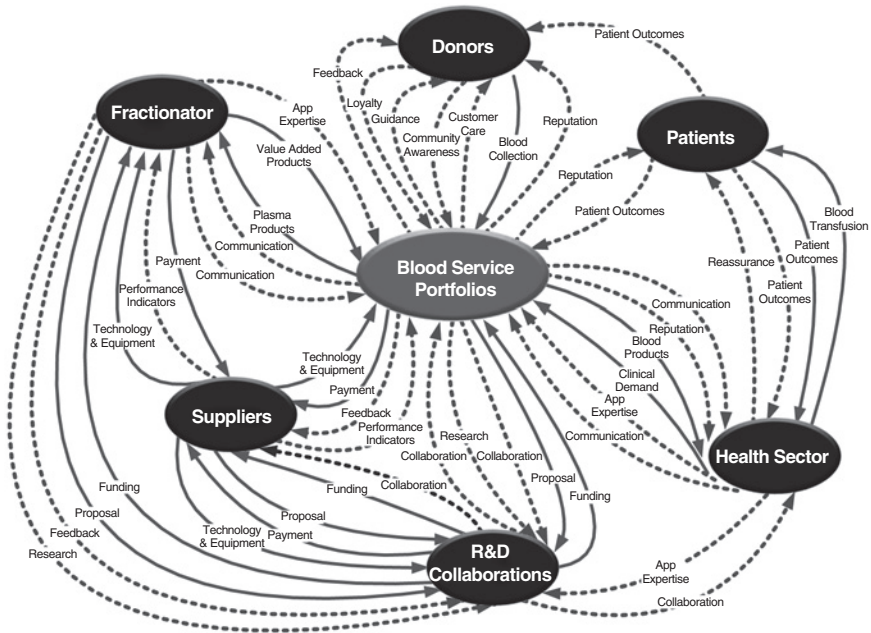 Donors
Patient Outcomes
Feedback
Fractionator
App
Expertise
Loyalty
Guidance
Customer
Care
Reputation
Community
Awareness
Blood
Collection
Patients
Value Added
Products
Reputation
Patient Outcomes
Plasma
Products
Communication
Communication
Blood
Transfusion
Patient
Outcomes
Reassurance
Patient
Outcomes
Blood Service
Portfolios
Payment
Performance
Indicators
Technology
& Equipment
Communication
Reputation
Blood
Products
Clinical
Demand
App
Expertise
Communication
Technology
& Equipment
Payment
Feedback
Performance
Indicators
Suppliers
Research
Collaboration
Collaboration
Health Sector
Proposal
Funding
Collaboration
Funding
Funding
Proposal
Feedback
Research
Proposal
Payment
Technology
& Equipment
R&D
Collaborations
App
Expertise
Collaboration